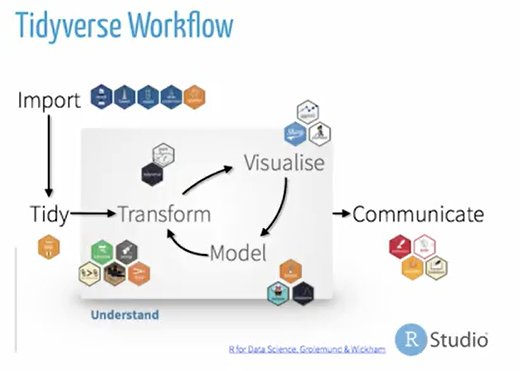 Tidyverse Workflow
Import
Visualise
Tidy
Transform
Communicate
Model
Understand
R for Data Science, Grolemund & Wickham
R Studio